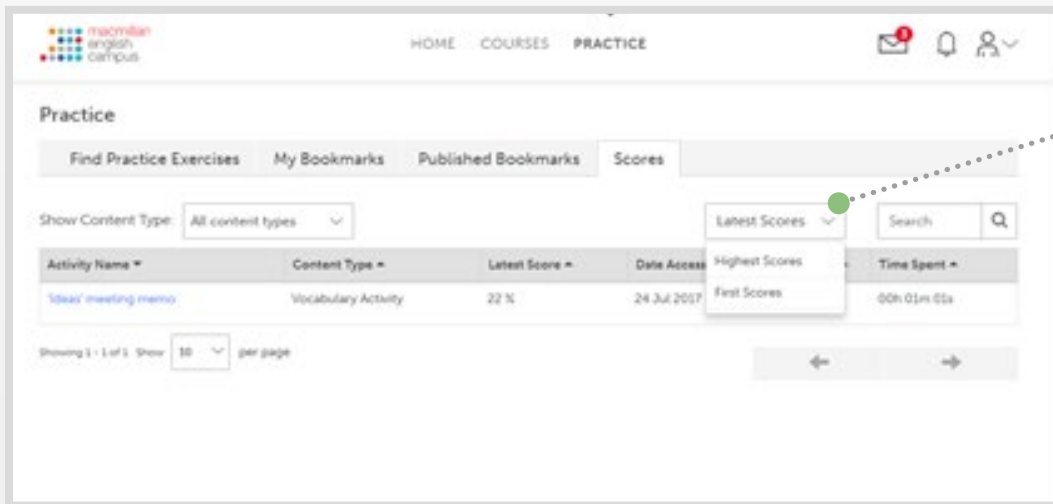 macmillan
english
campus
HOME COURSES PRACTICE
3
Practice
Find Practice Exercises My Bookmarks Published Bookmarks Scores
Show Content Type: All content types Latest Scores Search
Highest Scores
First Scores
Activity Name Content Type Latest Score Date Access Time Spent
'Ideas' meeting memo Vocabulary Activity 22 % 24 Jul 2017 00h 01m 01s
Showing 1 - 1 of 1 Show 10 per page